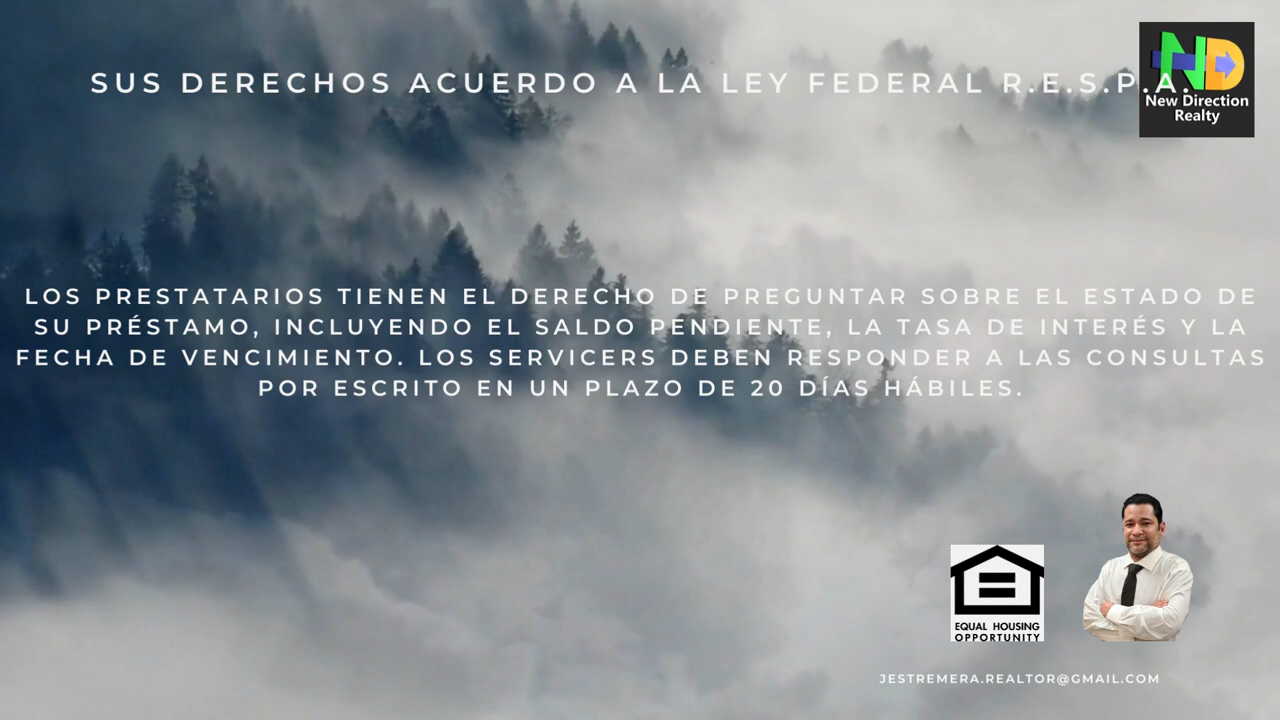 SUS DERECHOS ACUERDO A LA LEY FEDERAL R.E.S.P.A.
ND
New Direction
Realty
LOS PRESTATARIOS TIENEN EL DERECHO DE PREGUNTAR SOBRE EL ESTADO DE
SU PRÉSTAMO, INCLUYENDO EL SALDO PENDIENTE, LA TASA DE INTERÉS Y LA
FECHA DE VENCIMIENTO. LOS SERVICERS DEBEN RESPONDER A LAS CONSULTAS
POR ESCRITO EN UN PLAZO DE 20 DÍAS HÁBILES.
EQUAL HOUSING
OPPORTUNITY
JESTREMERA.REALTOR@GMAIL.COM